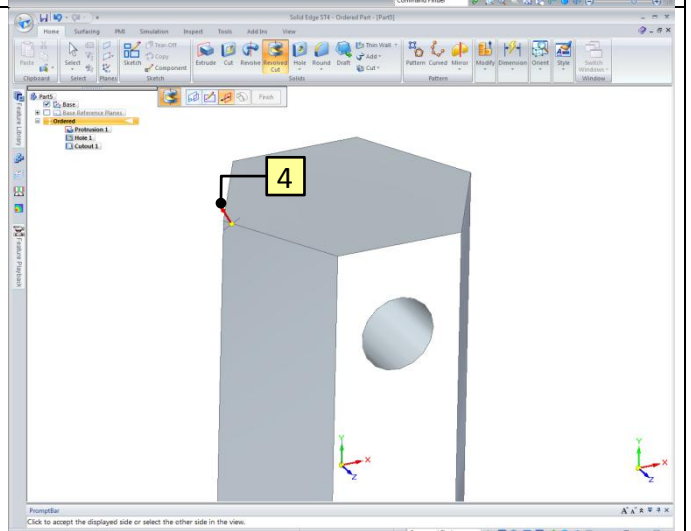 Command Finder
Solid Edge ST4 - Ordered Part - [Part5]
Home Surfacing PMI Simulation Inspect Tools Add Ins View
Paste
Select
Sketch
Tear-Off
Copy
Component
Extrude Cut Revolve Revolved Cut Hole Round Draft
Thin Wall
Add
Cut
Pattern Curved Mirror
Modify Dimension Orient Style Switch Windows
Clipboard Select Planes Sketch Solids Pattern Window
Finish
Part5
Base
Base Reference Planes
Ordered
Protrusion 1
Hole 1
Cutout 1
Feature Library
Feature Playback
4
Y
X
Z
Y
X
Z
PromptBar
Click to accept the displayed side or select the other side in the view.